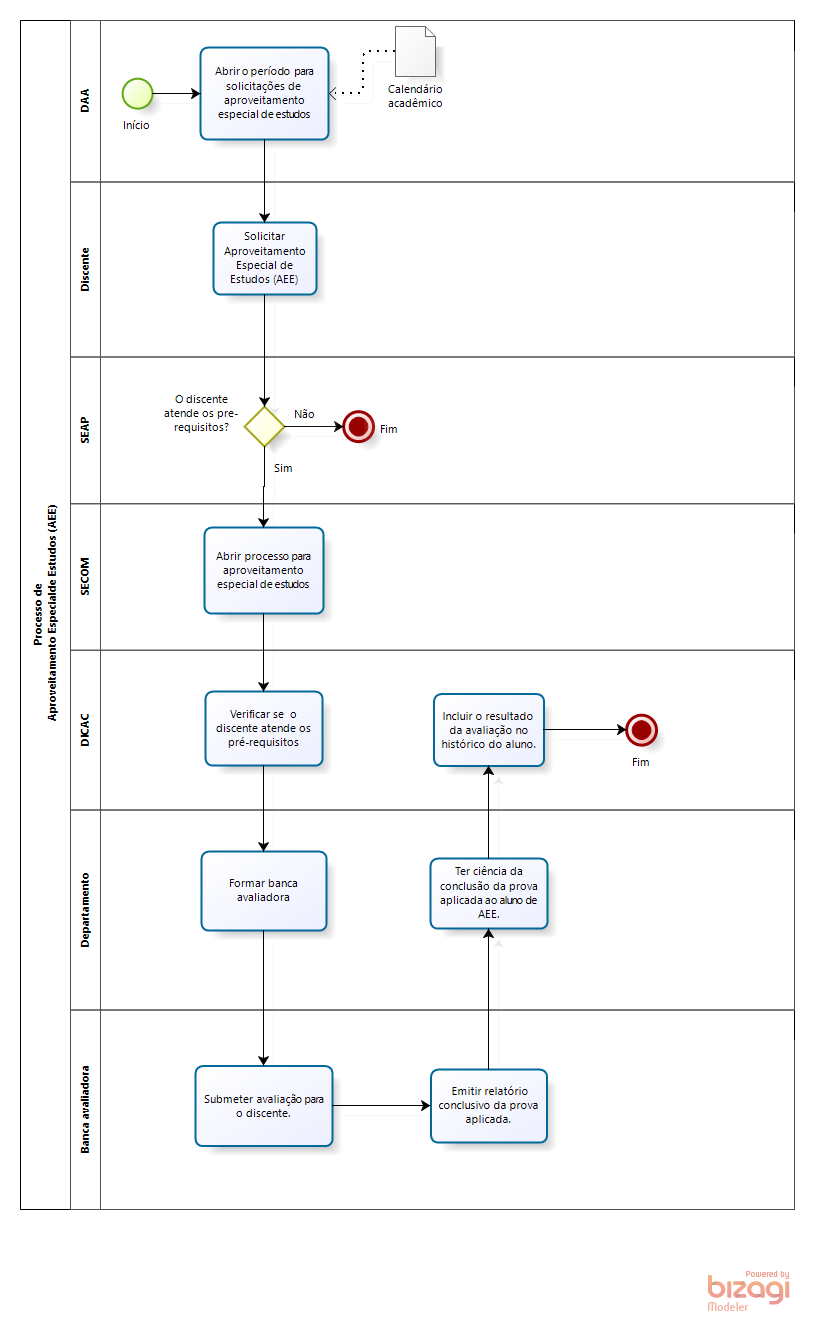 Processo de
Aproveitamento Especialde Estudos (AEE)
DAA
Início
Abrir o período para
solicitações de
aproveitamento
especial de estudos
Calendário
acadêmico
Discente
Solicitar
Aproveitamento
Especial de
Estudos (AEE)
SEAP
O discente
atende os pre-
requisitos?
Não
Fim
Sim
SECOM
Abrir processo para
aproveitamento
especial de estudos
DICAC
Verificar se o
discente atende os
pré-requisitos
Incluir o resultado
da avaliação no
histórico do aluno.
Fim
Departamento
Formar banca
avaliadora
Ter ciência da
conclusão da prova
aplicada ao aluno de
AEE.
Banca avaliadora
Submeter avaliação para
o discente.
Emitir relatório
conclusivo da prova
aplicada.
Powered by
bizagi
Modeler